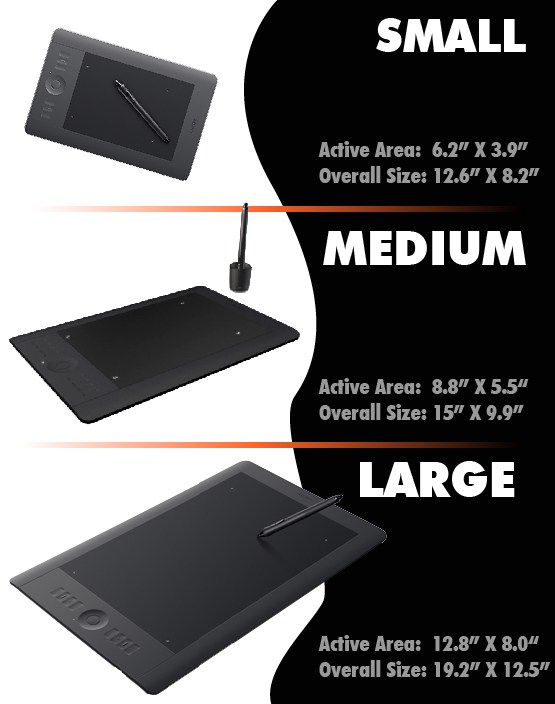 SMALL
Active Area: 6.2” X 3.9”
Overall Size: 12.6” X 8.2”
MEDIUM
Active Area: 8.8” X 5.5“
Overall Size: 15” X 9.9”
LARGE
Active Area: 12.8” X 8.0“
Overall Size: 19.2” X 12.5”